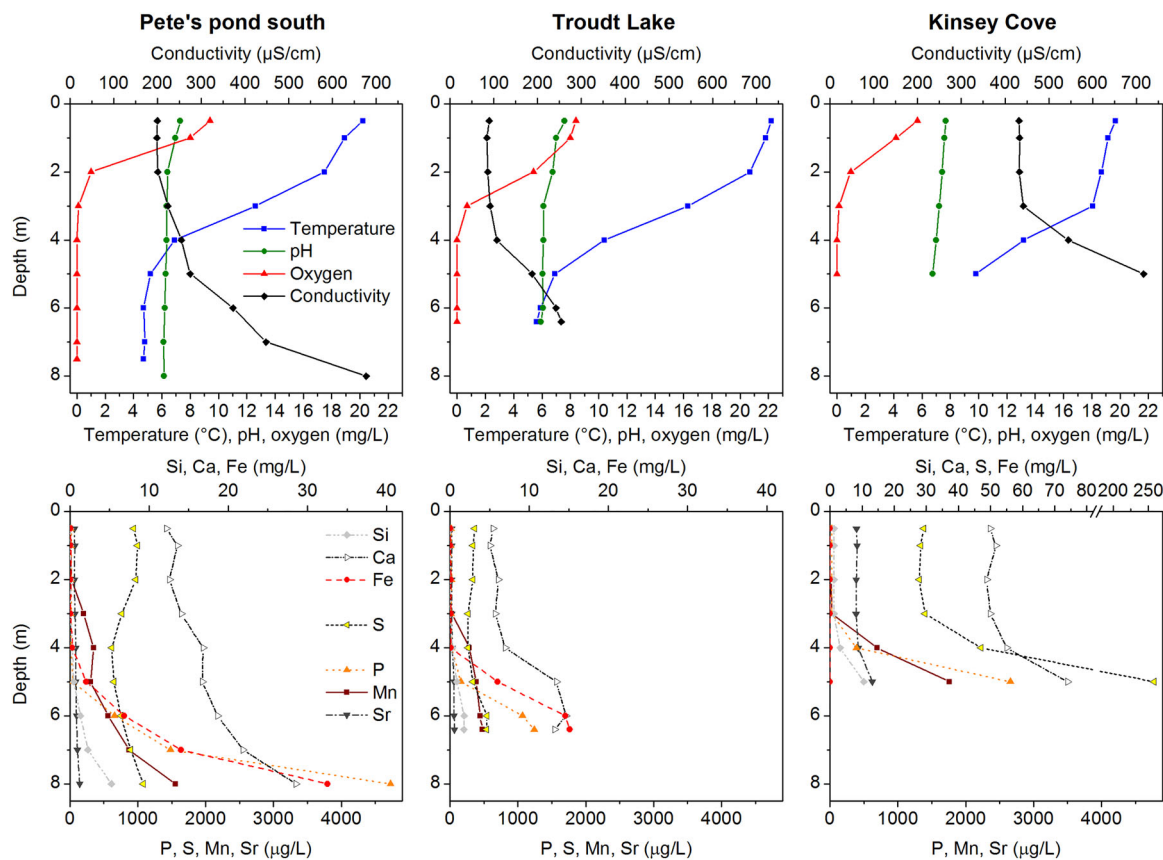 Pete's pond south
Troudt Lake
Kinsey Cove
Conductivity (µS/cm)
Conductivity (µS/cm)
Conductivity (µS/cm)
0 100 200 300 400 500 600 700
0 100 200 300 400 500 600 700
0 100 200 300 400 500 600 700
Depth (m)
0
2
4
6
8
Temperature
pH
Oxygen
Conductivity
0 2 4 6 8 10 12 14 16 18 20 22
0 2 4 6 8 10 12 14 16 18 20 22
0 2 4 6 8 10 12 14 16 18 20 22
Temperature (°C), pH, oxygen (mg/L)
Temperature (°C), pH, oxygen (mg/L)
Temperature (°C), pH, oxygen (mg/L)
Si, Ca, Fe (mg/L)
Si, Ca, Fe (mg/L)
Si, Ca, S, Fe (mg/L)
0 10 20 30 40
0 10 20 30 40
0 10 20 30 40 50 60 70 80 200 250
Depth (m)
0
2
4
6
8
Si
Ca
Fe
S
P
Mn
Sr
0 1000 2000 3000 4000
0 1000 2000 3000 4000
0 1000 2000 3000 4000
P, S, Mn, Sr (µg/L)
P, S, Mn, Sr (µg/L)
P, Mn, Sr (µg/L)